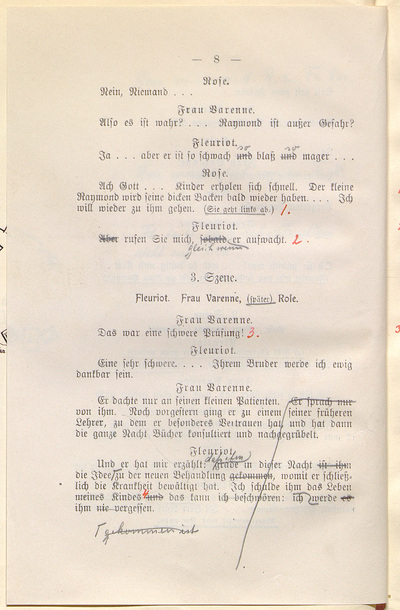 — 8 —
Rose.
Nein, Niemand . . .
Frau Varenne.
Also es ist wahr? . . . Raymond ist außer Gefahr?
Fleuriot.
so so
Ja . . . aber er ist so schwach und blaß und mager . . .
Rose.
Ach Gott . . . Kinder erholen sich schnell. Der kleine
Raymond wird seine dicken Backen bald wieder haben. . . . Ich
will wieder zu ihm gehen. (Sie geht links ab.) 1.
Fleuriot.
Aber rufen Sie mich, sobald er aufwacht. 2.
gleich wenn
3. Szene.
Fleuriot. Frau Varenne, (später) Rose.
Frau Varenne.
Das war eine schwere Prüfung! 3.
Fleuriot.
Eine sehr schwere. . . . Ihrem Bruder werde ich ewig
dankbar sein.
Frau Varenne.
Er dachte nur an seinen kleinen Patienten. Er sprach nur
von ihm. Noch vorgestern ging er zu einem seiner früheren
Lehrer, zu dem er besonderes Vertrauen hat und hat dann
die ganze Nacht Bücher konsultiert und nachgegrübelt.
Fleuriot.
Und er hat mir erzählt: Grade in dieser Nacht ist ihm
die Idee zu der neuen Behandlung gekommen, womit er schließ-
lich die Krankheit bewältigt hat. Ich schulde ihm das Leben
meines Kindes und das kann ich beschwören: ich werde es
4
ihm nie vergessen.
gekommen ist